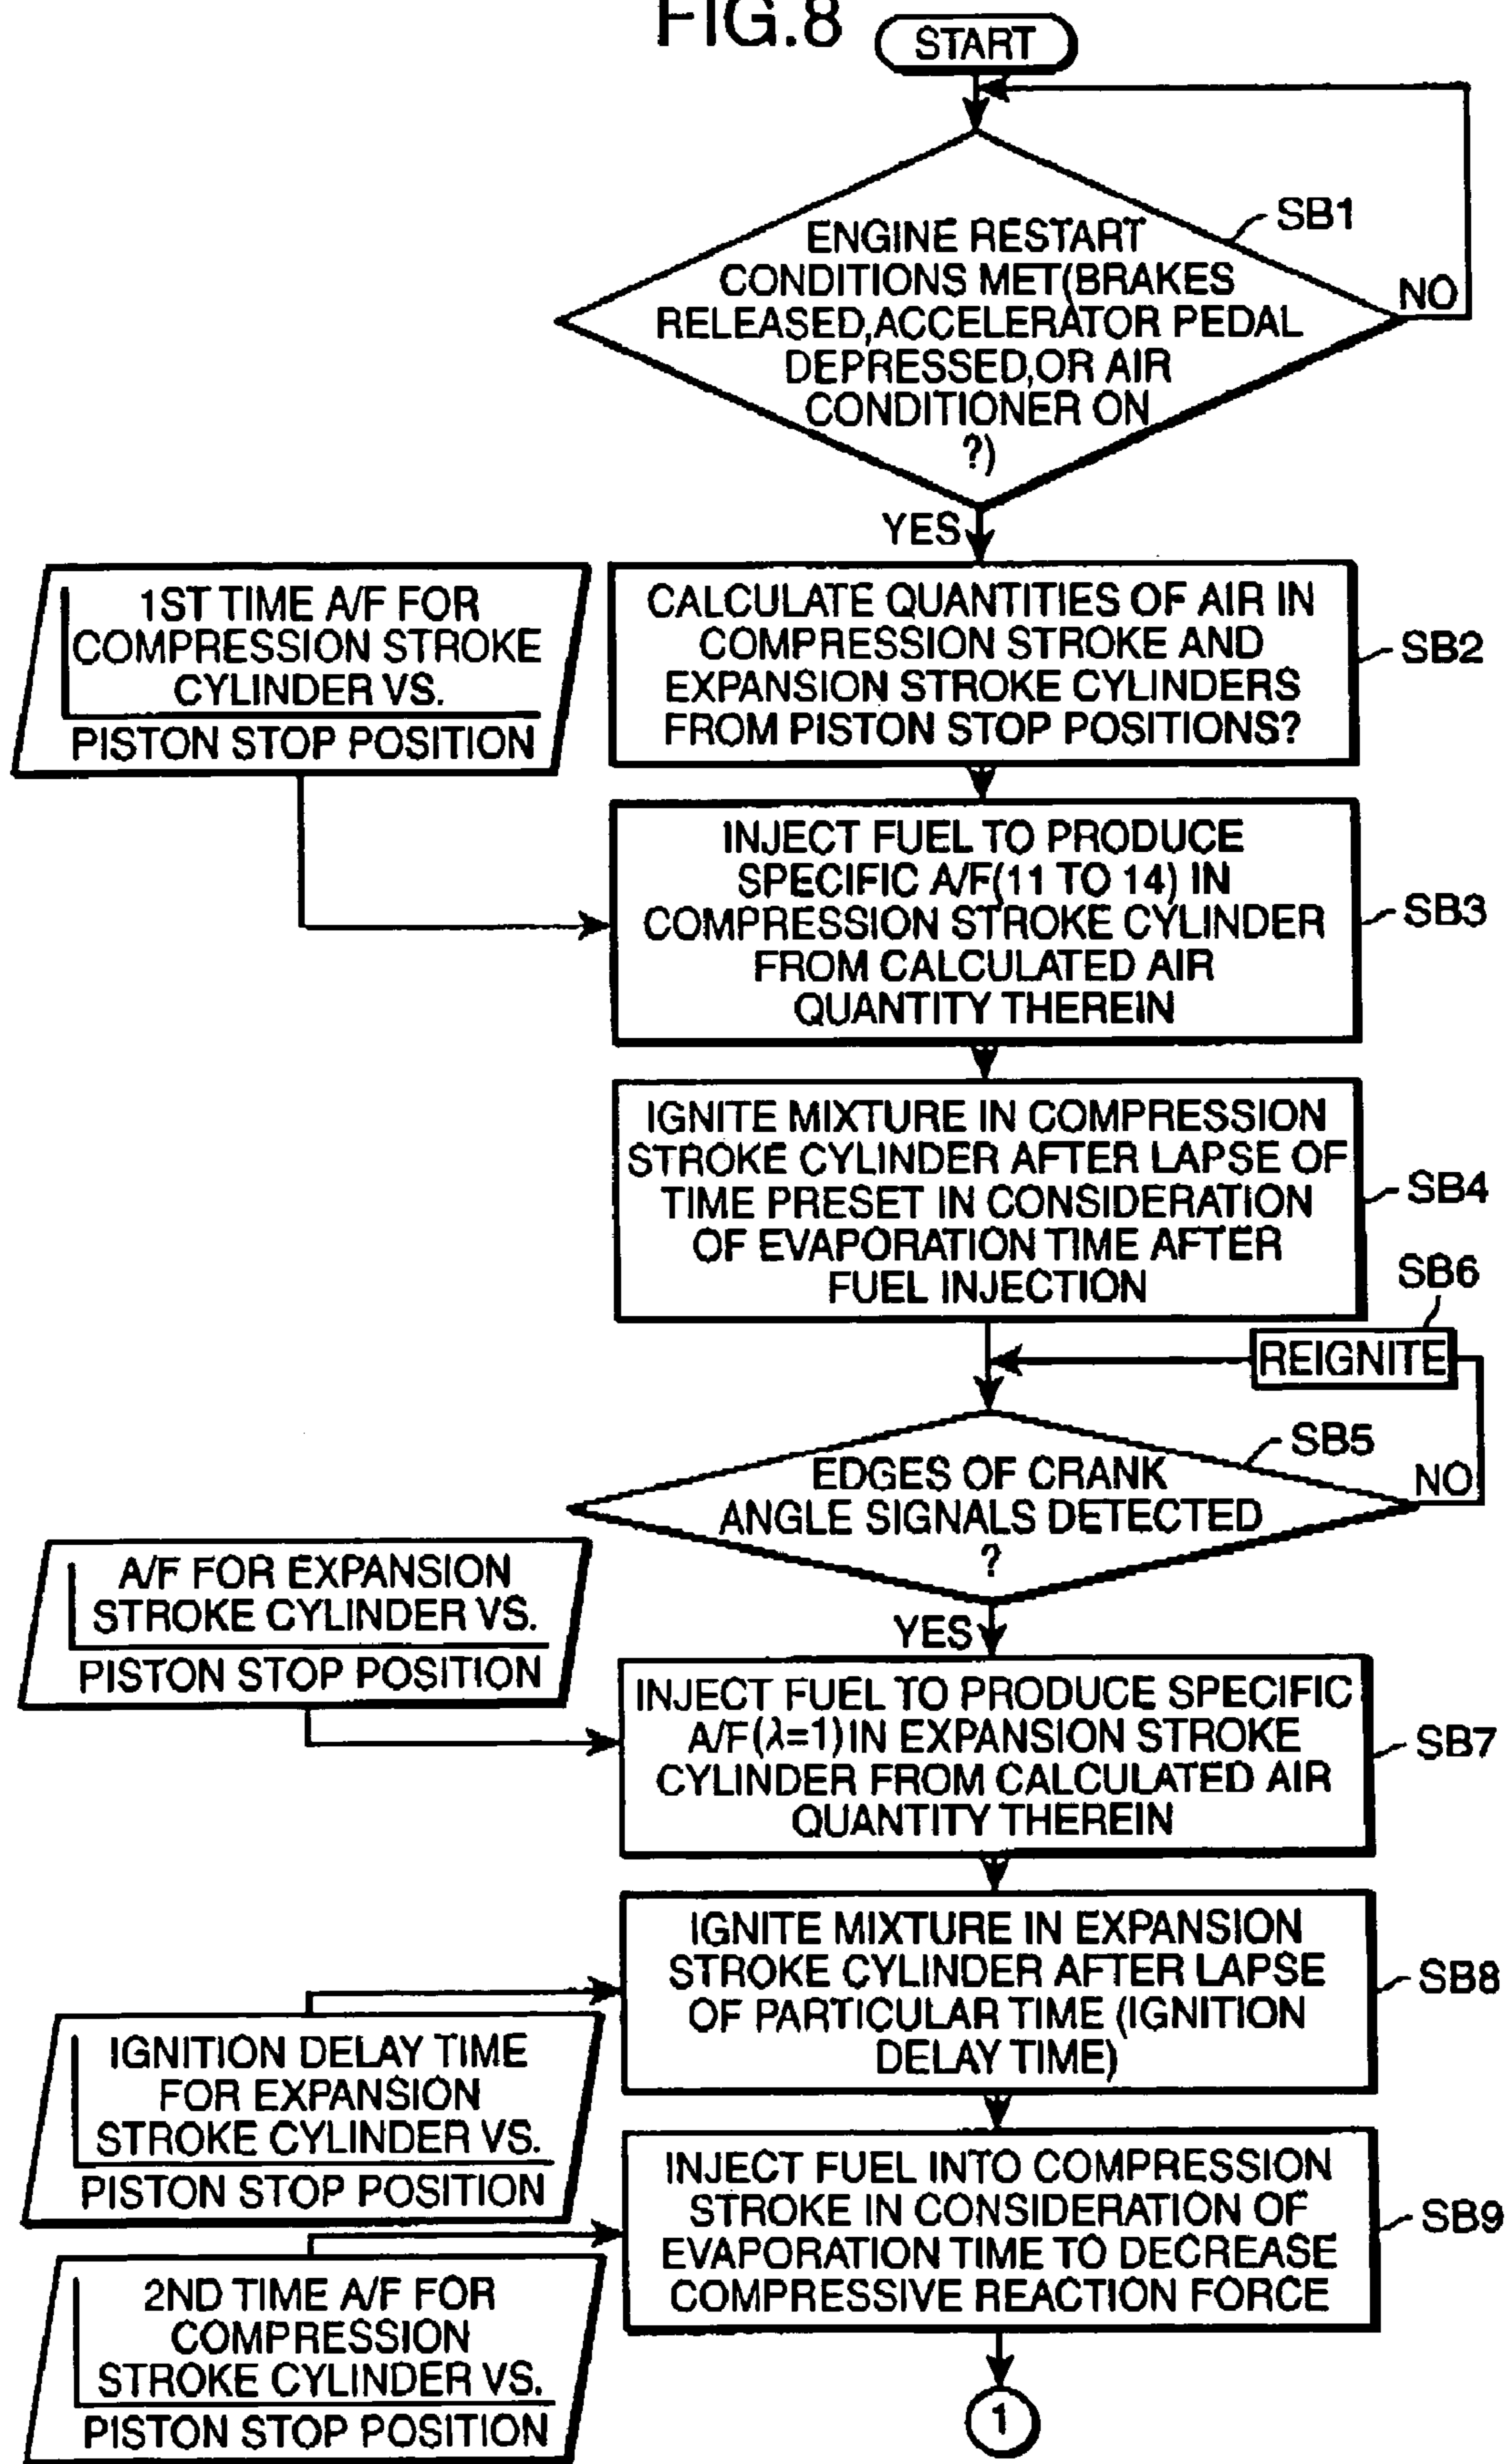 FIG.8
START
ENGINE RESTART
CONDITIONS MET(BRAKES
RELEASED,ACCELERATOR PEDAL
DEPRESSED,OR AIR
CONDITIONER ON
?)
SB1
NO
YES
1ST TIME A/F FOR
COMPRESSION STROKE
CYLINDER VS.
PISTON STOP POSITION
CALCULATE QUANTITIES OF AIR IN
COMPRESSION STROKE AND
EXPANSION STROKE CYLINDERS
FROM PISTON STOP POSITIONS?
SB2
INJECT FUEL TO PRODUCE
SPECIFIC A/F(11 TO 14) IN
COMPRESSION STROKE CYLINDER
FROM CALCULATED AIR
QUANTITY THEREIN
SB3
IGNITE MIXTURE IN COMPRESSION
STROKE CYLINDER AFTER LAPSE OF
TIME PRESET IN CONSIDERATION
OF EVAPORATION TIME AFTER
FUEL INJECTION
SB4
SB6
REIGNITE
EDGES OF CRANK
ANGLE SIGNALS DETECTED
?
SB5
NO
YES
A/F FOR EXPANSION
STROKE CYLINDER VS.
PISTON STOP POSITION
INJECT FUEL TO PRODUCE SPECIFIC
A/F(λ=1)IN EXPANSION STROKE
CYLINDER FROM CALCULATED AIR
QUANTITY THEREIN
SB7
IGNITE MIXTURE IN EXPANSION
STROKE CYLINDER AFTER LAPSE
OF PARTICULAR TIME (IGNITION
DELAY TIME)
SB8
IGNITION DELAY TIME
FOR EXPANSION
STROKE CYLINDER VS.
PISTON STOP POSITION
INJECT FUEL INTO COMPRESSION
STROKE IN CONSIDERATION OF
EVAPORATION TIME TO DECREASE
COMPRESSIVE REACTION FORCE
SB9
2ND TIME A/F FOR
COMPRESSION
STROKE CYLINDER VS.
PISTON STOP POSITION
1